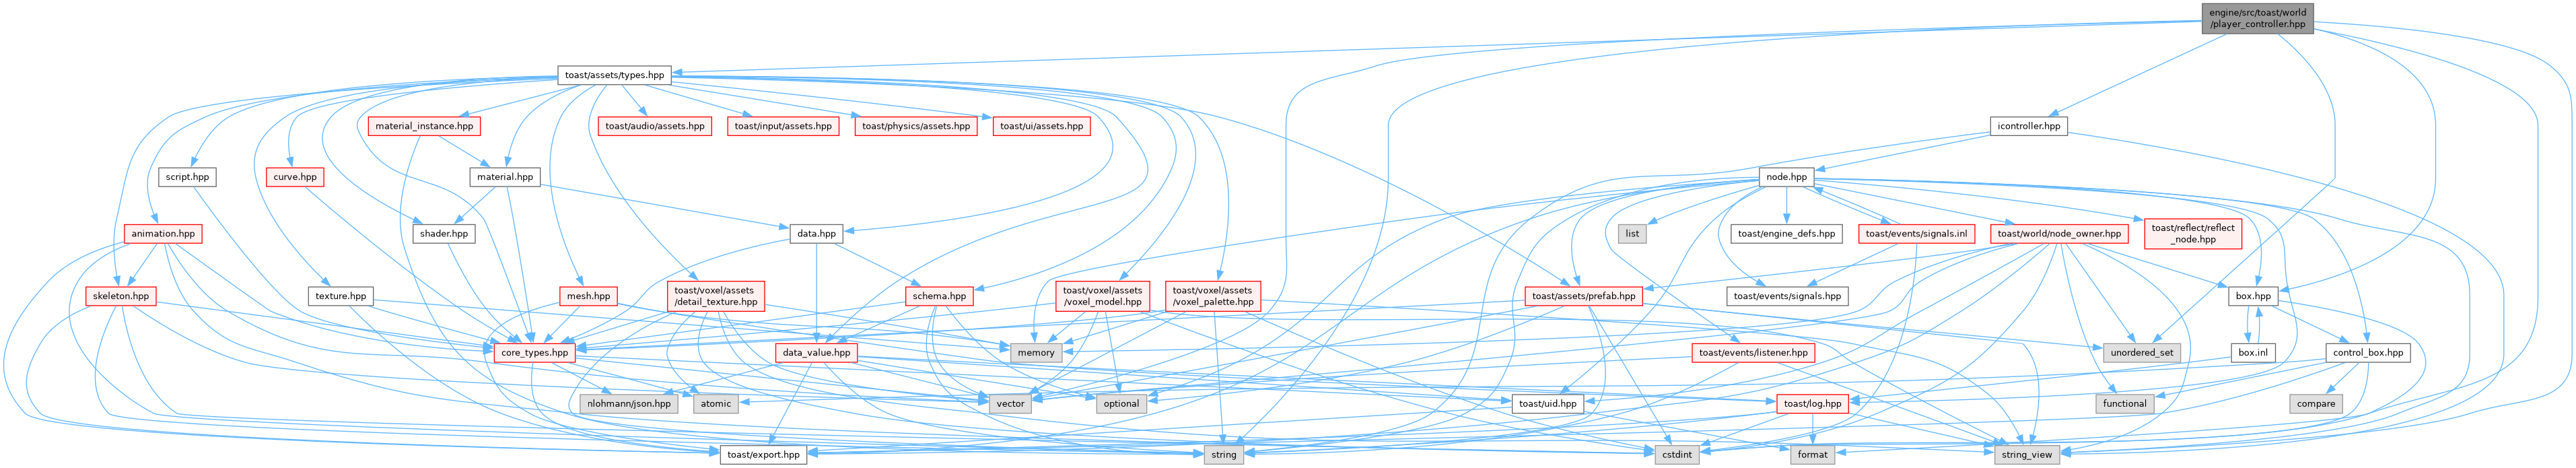 engine/src/toast/world
/player_controller.hpp
toast/assets/types.hpp
material_instance.hpp
toast/audio/assets.hpp
toast/input/assets.hpp
toast/physics/assets.hpp
toast/ui/assets.hpp
icontroller.hpp
script.hpp
curve.hpp
material.hpp
node.hpp
animation.hpp
shader.hpp
data.hpp
list
toast/engine_defs.hpp
toast/events/signals.inl
toast/world/node_owner.hpp
toast/reflect/reflect
_node.hpp
skeleton.hpp
texture.hpp
mesh.hpp
toast/voxel/assets
/detail_texture.hpp
schema.hpp
toast/voxel/assets
/voxel_model.hpp
toast/voxel/assets
/voxel_palette.hpp
toast/assets/prefab.hpp
toast/events/signals.hpp
box.hpp
core_types.hpp
data_value.hpp
memory
toast/events/listener.hpp
unordered_set
box.inl
control_box.hpp
nlohmann/json.hpp
atomic
vector
optional
toast/uid.hpp
toast/log.hpp
functional
compare
toast/export.hpp
string
cstdint
format
string_view